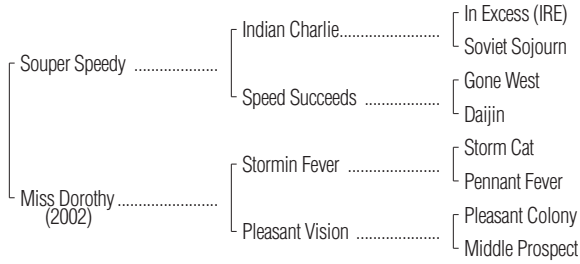 In Excess (IRE)
Indian Charlie....................
Soviet Sojourn
Souper Speedy ................
Gone West
Speed Succeeds ..............
Daijin
Storm Cat
Stormin Fever .................
Pennant Fever
Miss Dorothy ...................
(2002)
Pleasant Colony
Pleasant Vision ...............
Middle Prospect